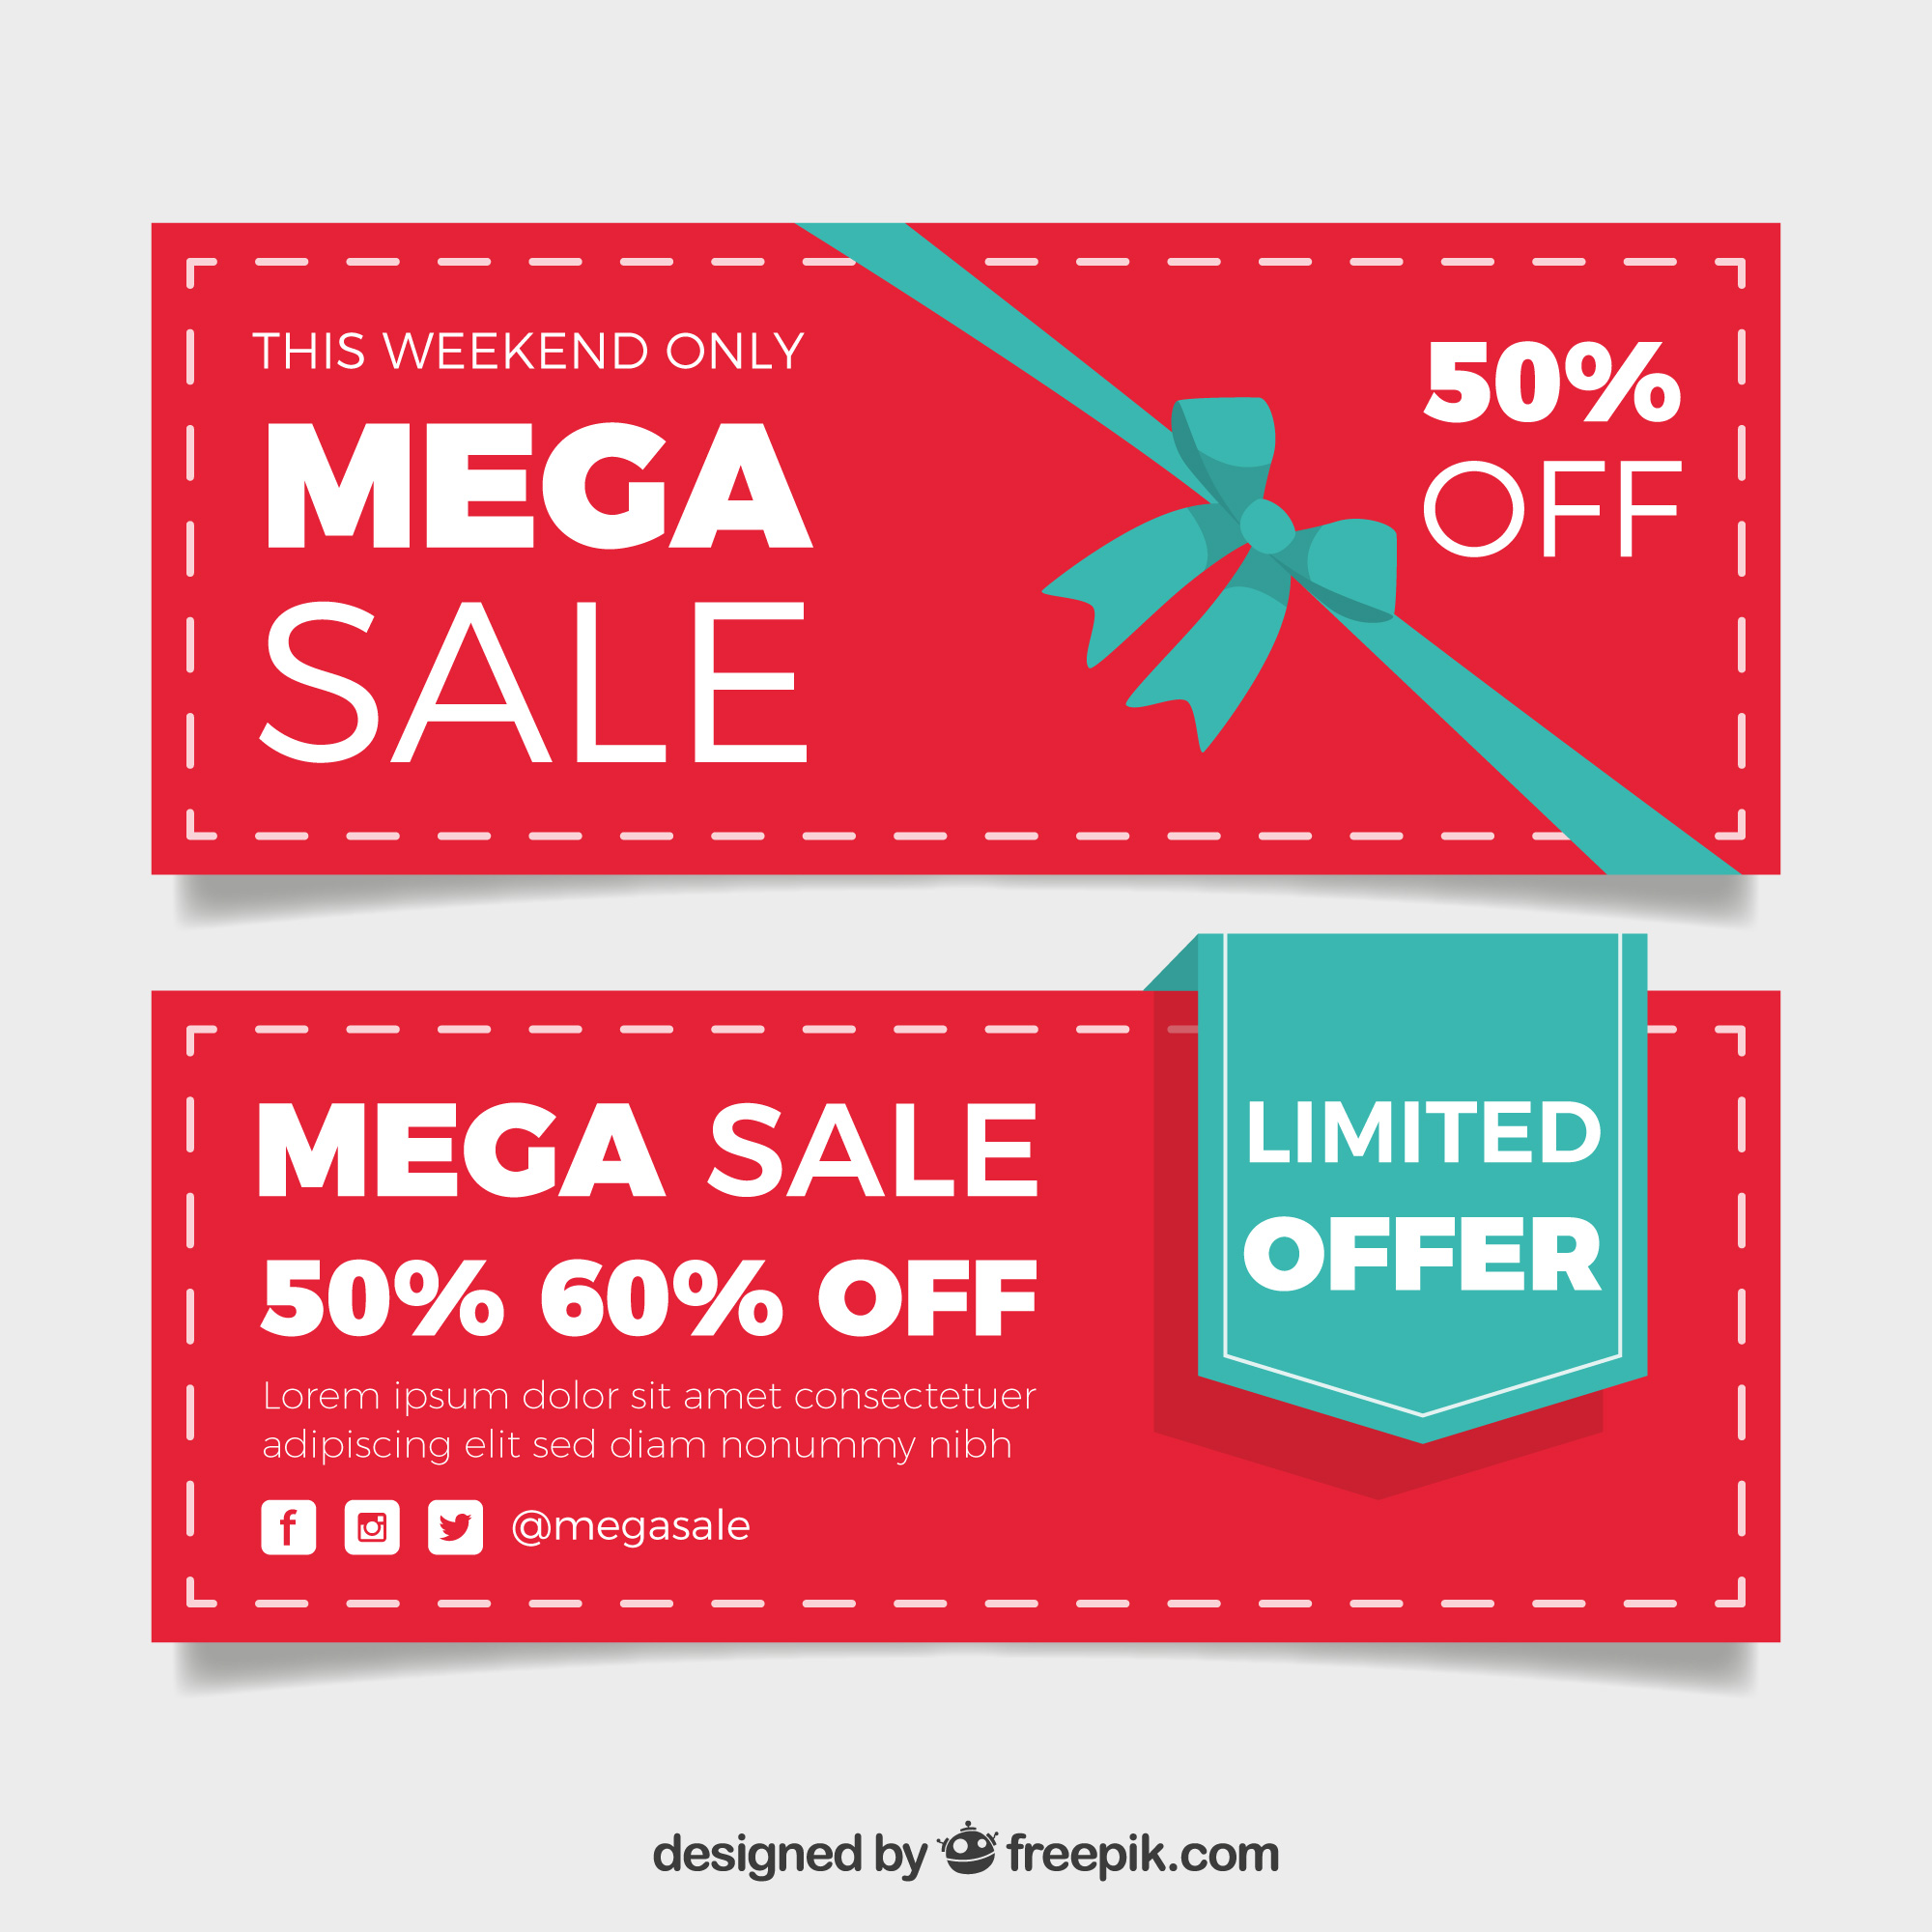 THIS WEEKEND ONLY
MEGA
SALE
50%
OFF
MEGA SALE
50% 60% OFF
Lorem ipsum dolor sit amet consectetuer
adipiscing elit sed diam nonummy nibh
f @megasale
LIMITED
OFFER
designed by freepik.com